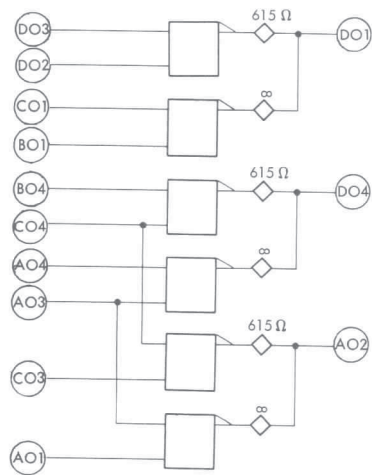 615 Ω
DO3
DO1
DO2
∞
CO1
BO1
615 Ω
BO4
DO4
CO4
∞
AO4
AO3
615 Ω
AO2
CO3
∞
AO1